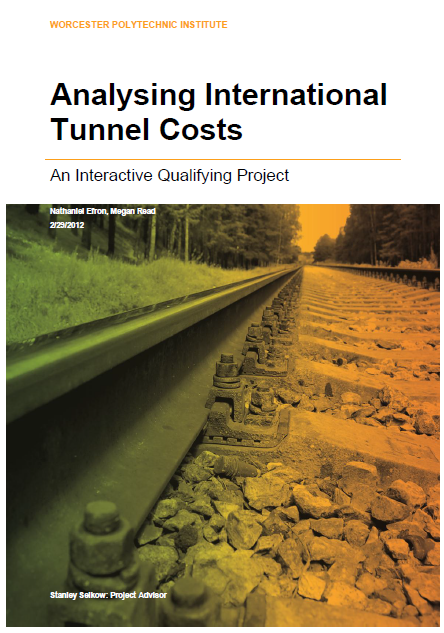 WORCESTER POLYTECHNIC INSTITUTE
Analysing International
Tunnel Costs
An Interactive Qualifying Project
Nathaniel Efron, Megan Read
2/29/2012
Stanley Selkow: Project Advisor